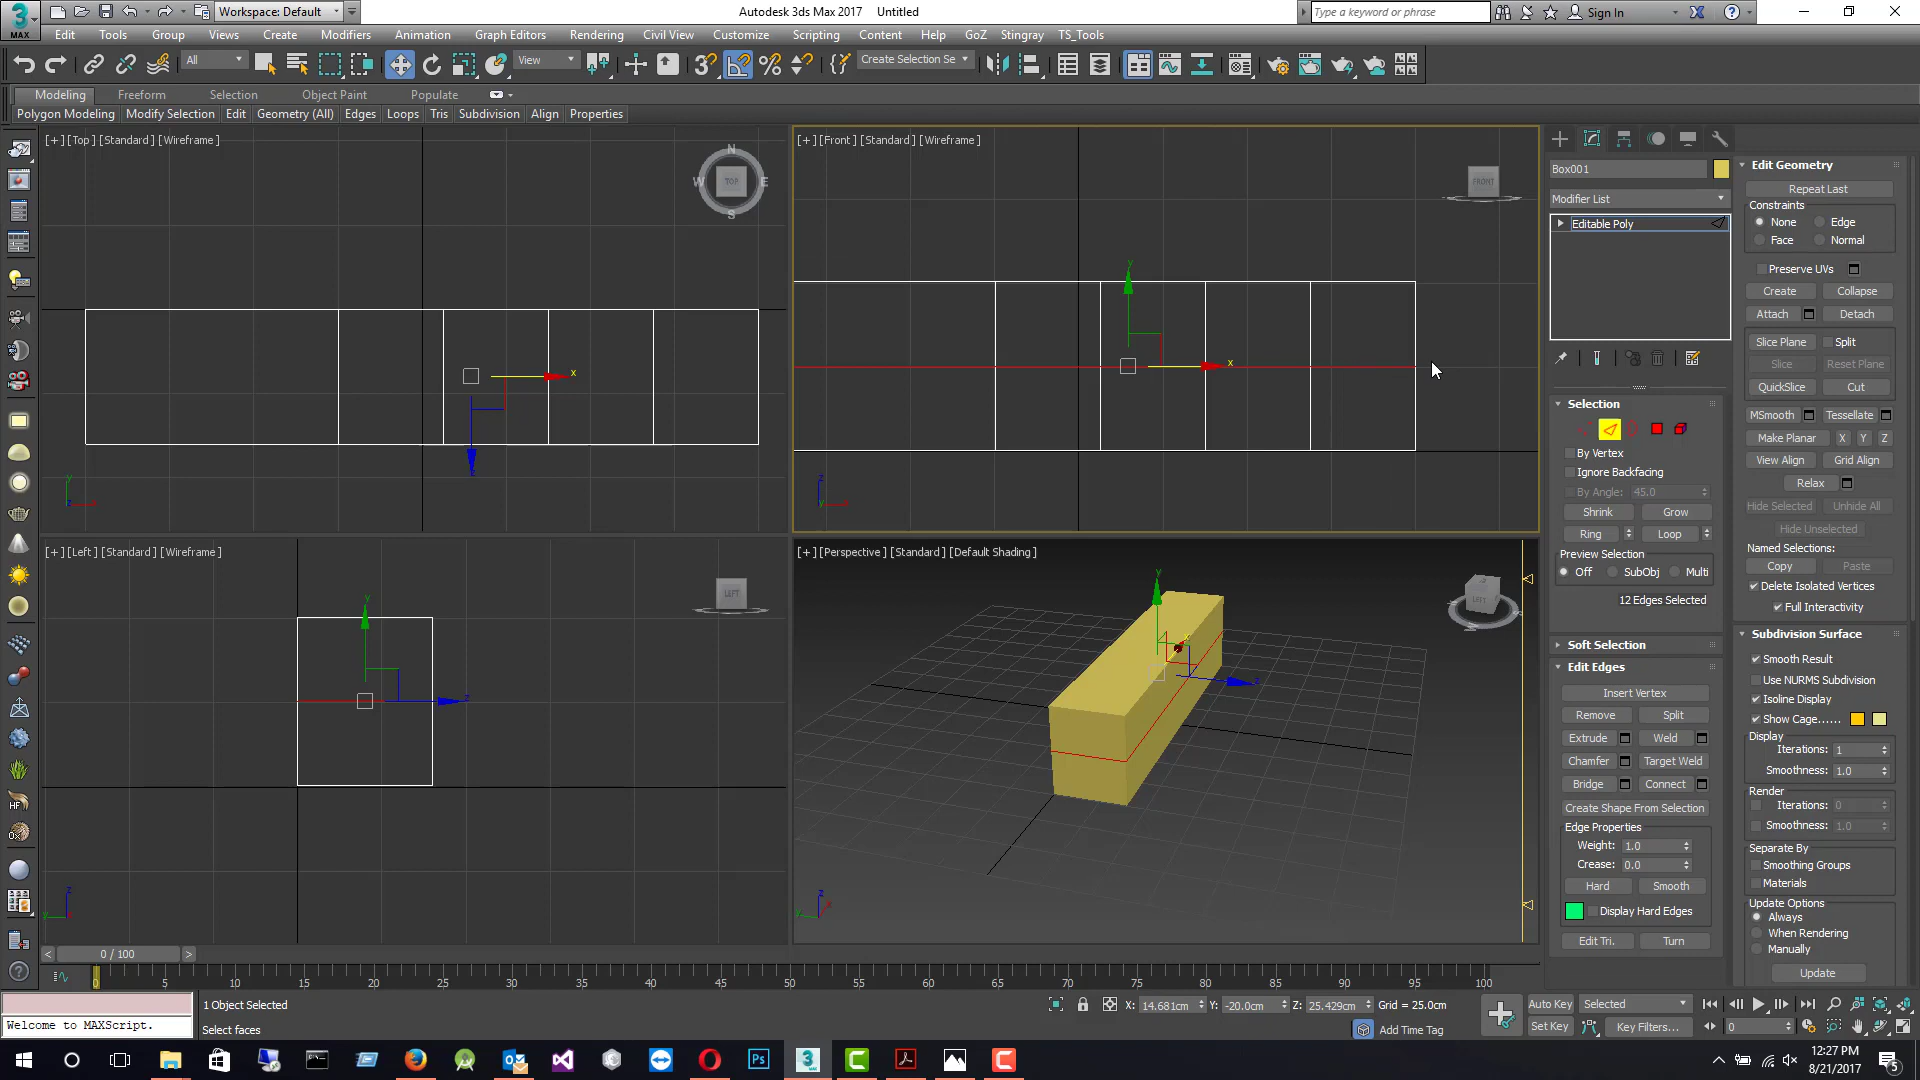 Workspace: Default
Autodesk 3ds Max 2017    Untitled
Type a keyword or phrase
Sign In
MAX
Edit Tools Group Views Create Modifiers Animation Graph Editors Rendering Civil View Customize Scripting Content Help GoZ Stingray TS_Tools
All
View
Create Selection Se
Modeling Freeform Selection Object Paint Populate
Polygon Modeling Modify Selection Edit Geometry (All) Edges Loops Tris Subdivision Align Properties
[+] [Top] [Standard] [Wireframe]
N
W TOP E
S
x
[+] [Front] [Standard] [Wireframe]
FRONT
y
x
[+] [Left] [Standard] [Wireframe]
LEFT
y
z
[+] [Perspective] [Standard] [Default Shading]
y
x
z
Box001
Modifier List
Editable Poly
Selection
By Vertex
Ignore Backfacing
By Angle: 45.0
Shrink Grow
Ring Loop
Preview Selection
Off SubObj Multi
12 Edges Selected
Soft Selection
Edit Edges
Insert Vertex
Remove Split
Extrude Weld
Chamfer Target Weld
Bridge Connect
Create Shape From Selection
Edge Properties
Weight: 1.0
Crease: 0.0
Hard Smooth
Display Hard Edges
Edit Tri. Turn
Edit Geometry
Repeat Last
Constraints
None Edge
Face Normal
Preserve UVs
Create Collapse
Attach Detach
Slice Plane Split
Slice Reset Plane
QuickSlice Cut
MSmooth Tessellate
Make Planar X Y Z
View Align Grid Align
Relax
Hide Selected Unhide All
Hide Unselected
Named Selections:
Copy Paste
Delete Isolated Vertices
Full Interactivity
Subdivision Surface
Smooth Result
Use NURMS Subdivision
Isoline Display
Show Cage......
Display
Iterations: 1
Smoothness: 1.0
Render
Iterations: 0
Smoothness: 1.0
Separate By
Smoothing Groups
Materials
Update Options
Always
When Rendering
Manually
Update
< 0 / 100 >
0 5 10 15 20 25 30 35 40 45 50 55 60 65 70 75 80 85 90 95 100
Welcome to MAXScript.
1 Object Selected
Select faces
X: 14.681cm Y: -20.0cm Z: 25.429cm Grid = 25.0cm
Add Time Tag
Auto Key Selected
Set Key Key Filters...
0
12:27 PM
8/21/2017
5